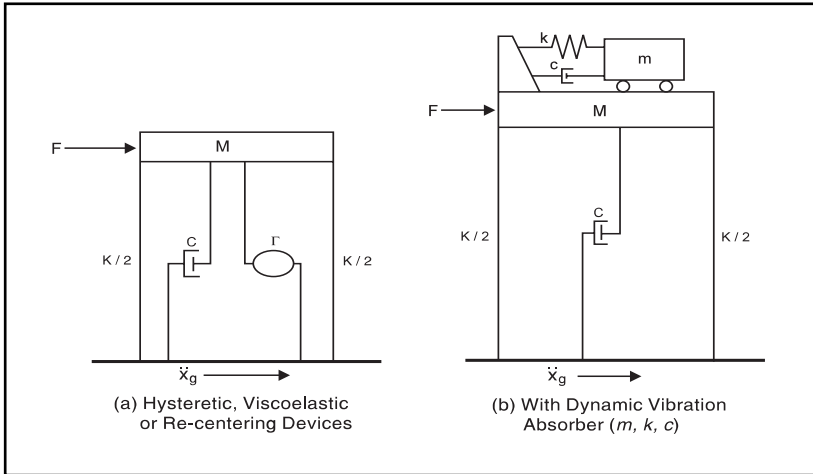 F
M
C
Γ
K / 2
K / 2
ẍg
(a) Hysteretic, Viscoelastic
or Re-centering Devices
k
c
m
F
M
C
K / 2
K / 2
ẍg
(b) With Dynamic Vibration
Absorber (m, k, c)